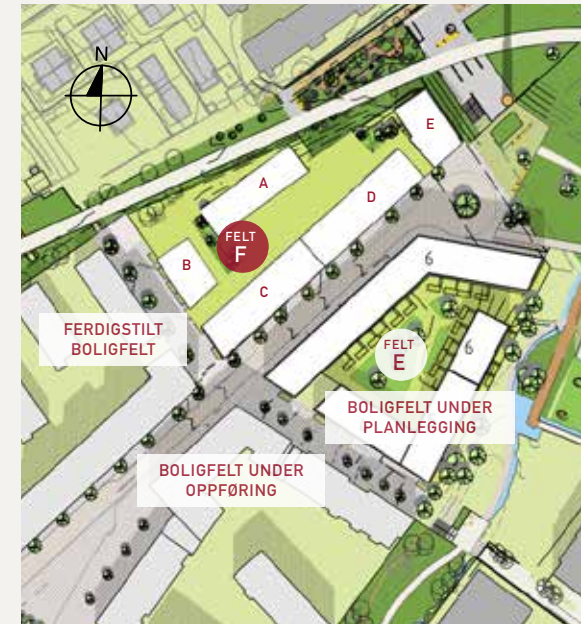 N
E
A
D
FELT
F
B
C
6
FERDIGSTILT
BOLIGFELT
FELT
E
6
BOLIGFELT UNDER
PLANLEGGING
BOLIGFELT UNDER
OPPFØRING